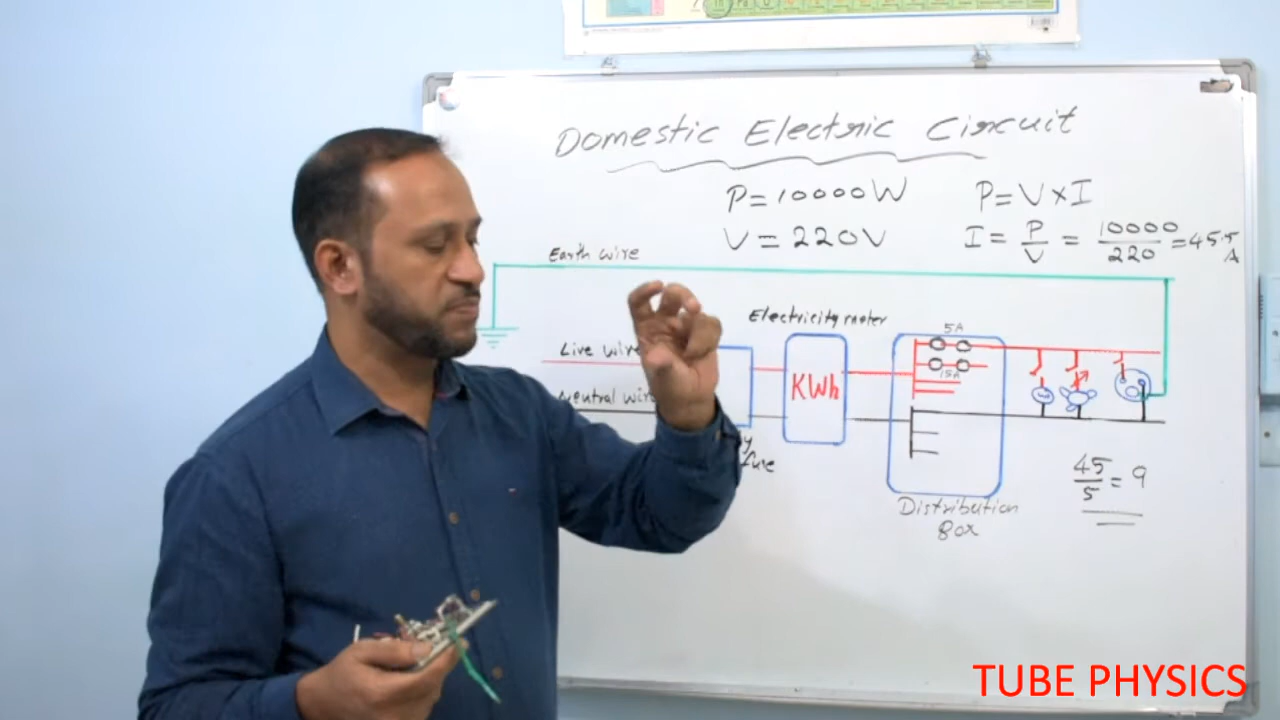 Domestic Electric Circuit
P = 10000W
P = V × I
V = 220V
I = P/V = 10000/220 = 45.5 A
Earth wire
Electricity meter
5A
Live wire
15A
KWh
Neutral wire
45/5 = 9
Distribution
Box
TUBE PHYSICS